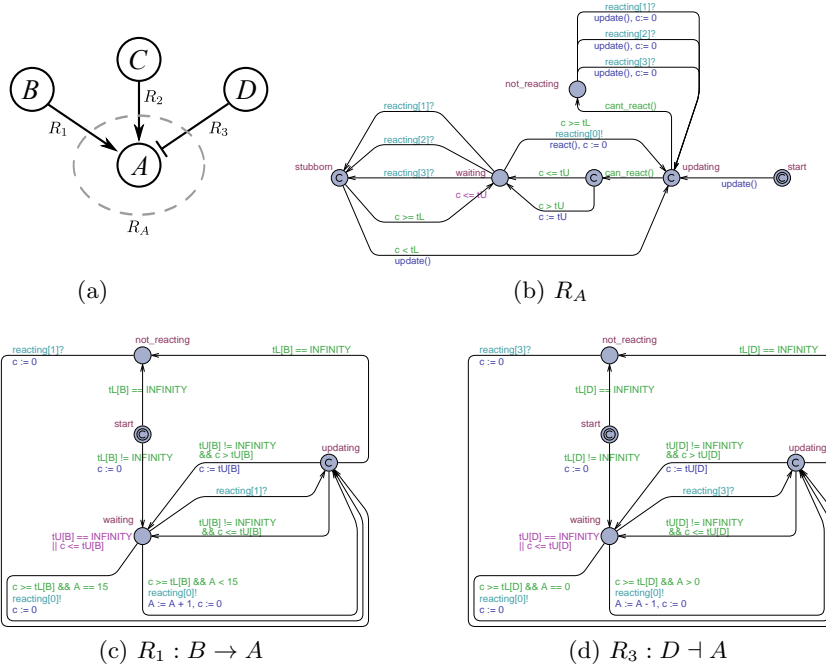 B
C
D
R1
R2
R3
A
RA
(a)
reacting[1]?
update(), c:= 0
reacting[2]?
update(), c:= 0
reacting[3]?
update(), c:= 0
not_reacting
cant_react()
reacting[1]?
reacting[2]?
reacting[3]?
c >= tL
reacting[0]!
react(), c := 0
stubborn
C
waiting
c <= tU
c <= tU
C
can_react()
C
updating
start
C
update()
c > tU
c := tU
c >= tL
c < tL
update()
(b) RA
not_reacting
reacting[1]?
c := 0
tL[B] == INFINITY
tL[B] == INFINITY
start
C
tL[B] != INFINITY
c := 0
tU[B] != INFINITY
&& c > tU[B]
c := tU[B]
updating
C
reacting[1]?
waiting
tU[B] == INFINITY
|| c <= tU[B]
tU[B] != INFINITY
&& c <= tU[B]
c >= tL[B] && A == 15
reacting[0]!
c := 0
c >= tL[B] && A < 15
reacting[0]!
A := A + 1, c := 0
(c) R1 : B → A
not_reacting
reacting[3]?
c := 0
tL[D] == INFINITY
tL[D] == INFINITY
start
C
tL[D] != INFINITY
c := 0
tU[D] != INFINITY
&& c > tU[D]
c := tU[D]
updating
C
reacting[3]?
waiting
tU[D] == INFINITY
|| c <= tU[D]
tU[D] != INFINITY
&& c <= tU[D]
c >= tL[D] && A == 0
reacting[0]!
c := 0
c >= tL[D] && A > 0
reacting[0]!
A := A - 1, c := 0
(d) R3 : D ⊣ A